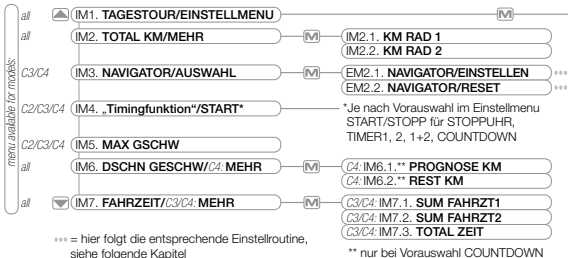 menu available for models:
all IM1. TAGESTOUR/EINSTELLMENU M
all IM2. TOTAL KM/MEHR M IM2.1. KM RAD 1
IM2.2. KM RAD 2
C3/C4 IM3. NAVIGATOR/AUSWAHL M EM2.1. NAVIGATOR/EINSTELLEN
EM2.2. NAVIGATOR/RESET
C2/C3/C4 IM4. „Timingfunktion“/START*
*Je nach Vorauswahl im Einstellmenu
START/STOPP für STOPPUHR,
TIMER1, 2, 1+2, COUNTDOWN
C2/C3/C4 IM5. MAX GSCHW
all IM6. DSCHN GESCHW/C4: MEHR M C4: IM6.1.** PROGNOSE KM
C4: IM6.2.** REST KM
all IM7. FAHRZEIT/C3/C4: MEHR M C3/C4: IM7.1. SUM FAHRZT1
C3/C4: IM7.2. SUM FAHRZT2
C3/C4: IM7.3. TOTAL ZEIT
= hier folgt die entsprechende Einstellroutine,
siehe folgende Kapitel
** nur bei Vorauswahl COUNTDOWN